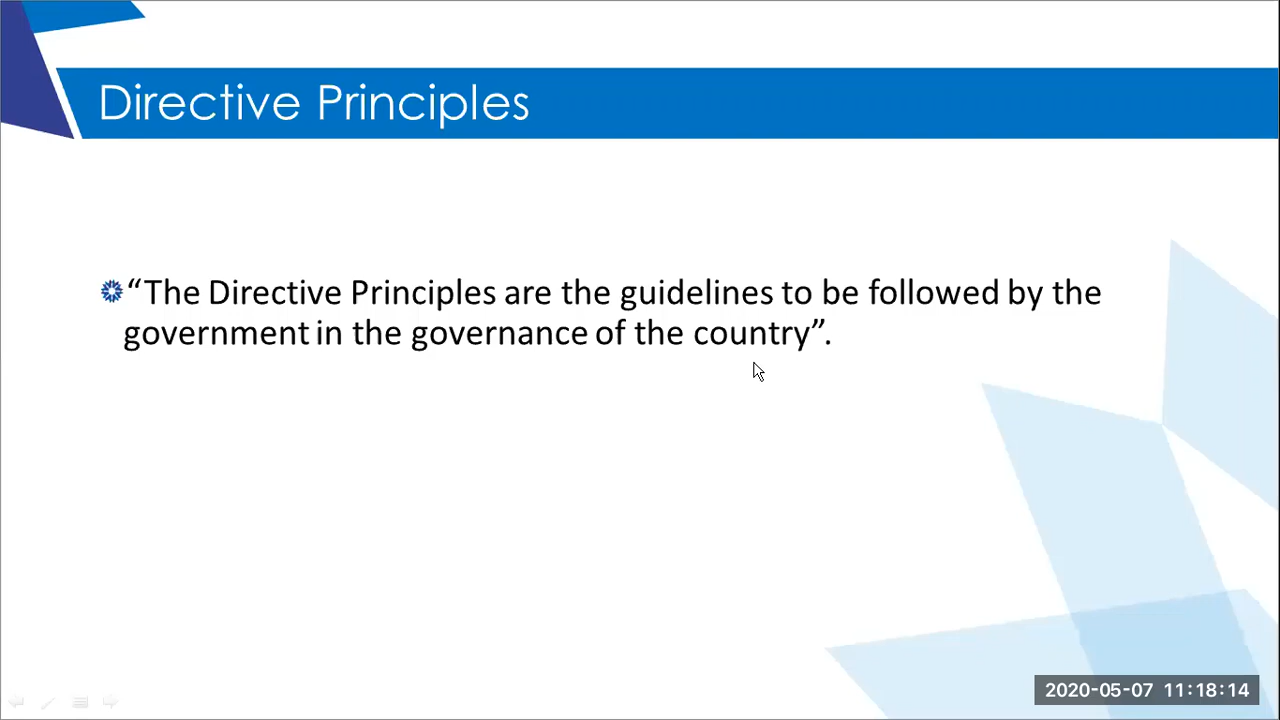 Directive Principles
“The Directive Principles are the guidelines to be followed by the
government in the governance of the country”.
2020-05-07 11:18:14